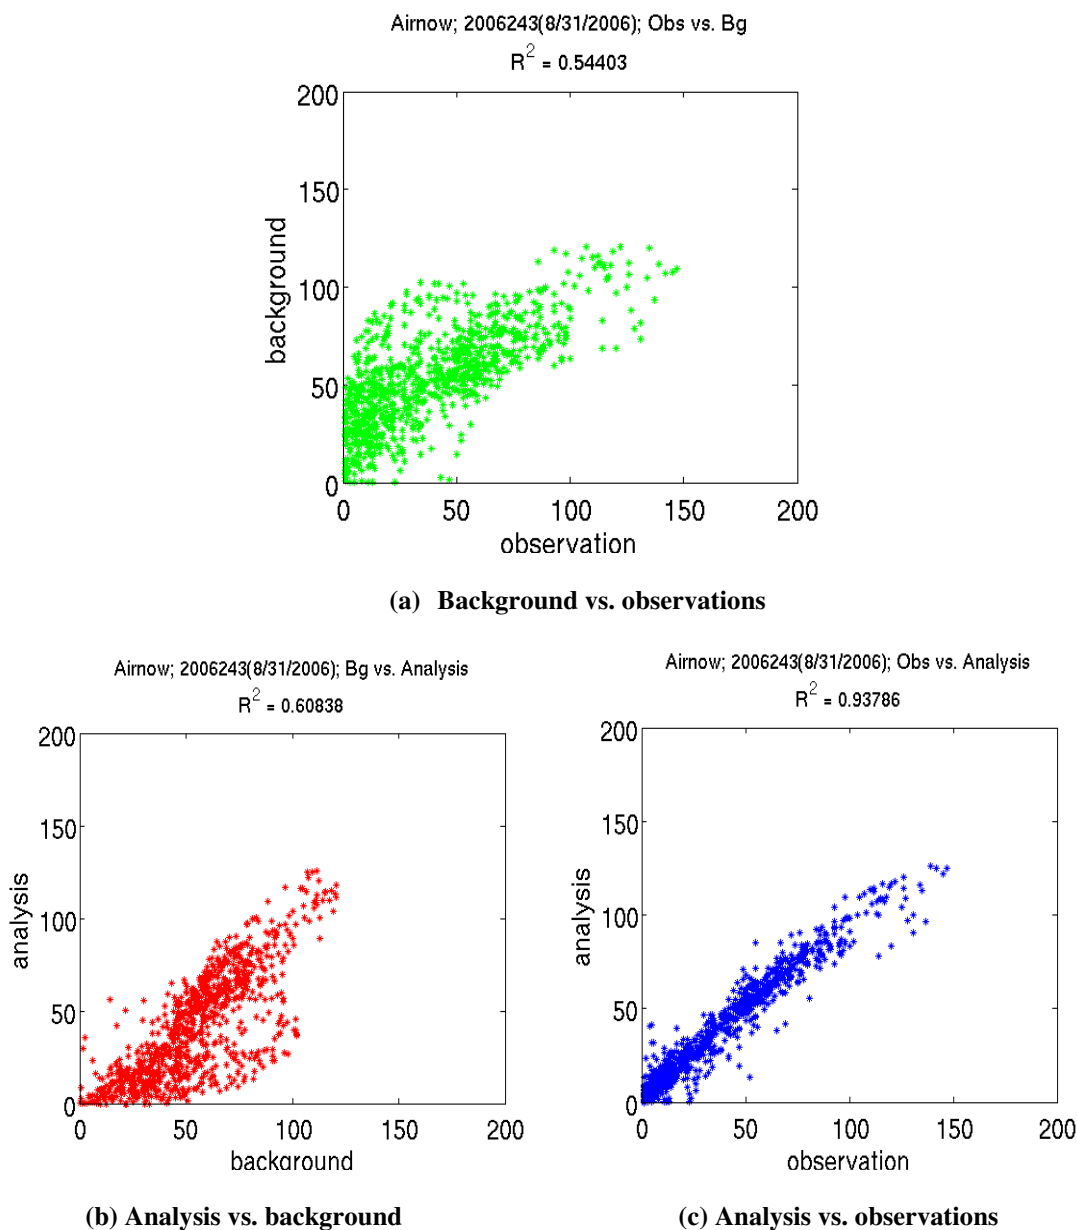 Airnow; 2006243(8/31/2006); Obs vs. Bg
R² = 0.54403
200
150
100
50
0
background
0 50 100 150 200
observation
(a) Background vs. observations
Airnow; 2006243(8/31/2006); Bg vs. Analysis
R² = 0.60838
200
150
100
50
0
analysis
0 50 100 150 200
background
(b) Analysis vs. background
Airnow; 2006243(8/31/2006); Obs vs. Analysis
R² = 0.93786
200
150
100
50
0
analysis
0 50 100 150 200
observation
(c) Analysis vs. observations